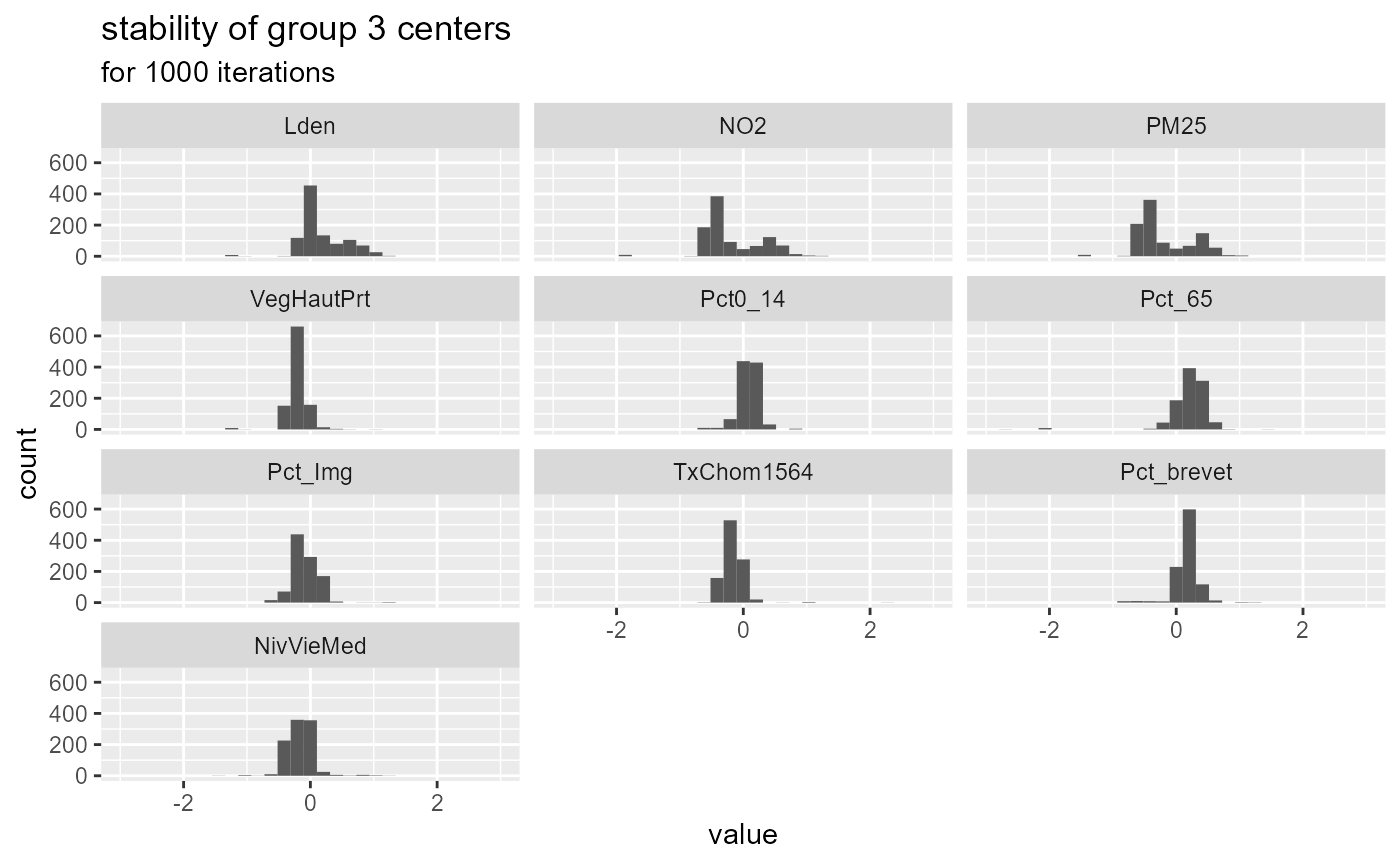 stability of group 3 centers
for 1000 iterations
Lden
NO2
PM25
600
400
200
0
VegHautPrt
Pct0_14
Pct_65
600
400
200
0
Pct_Img
TxChom1564
Pct_brevet
600
400
200
0
-2 0 2
-2 0 2
NivVieMed
600
400
200
0
-2 0 2
count
value